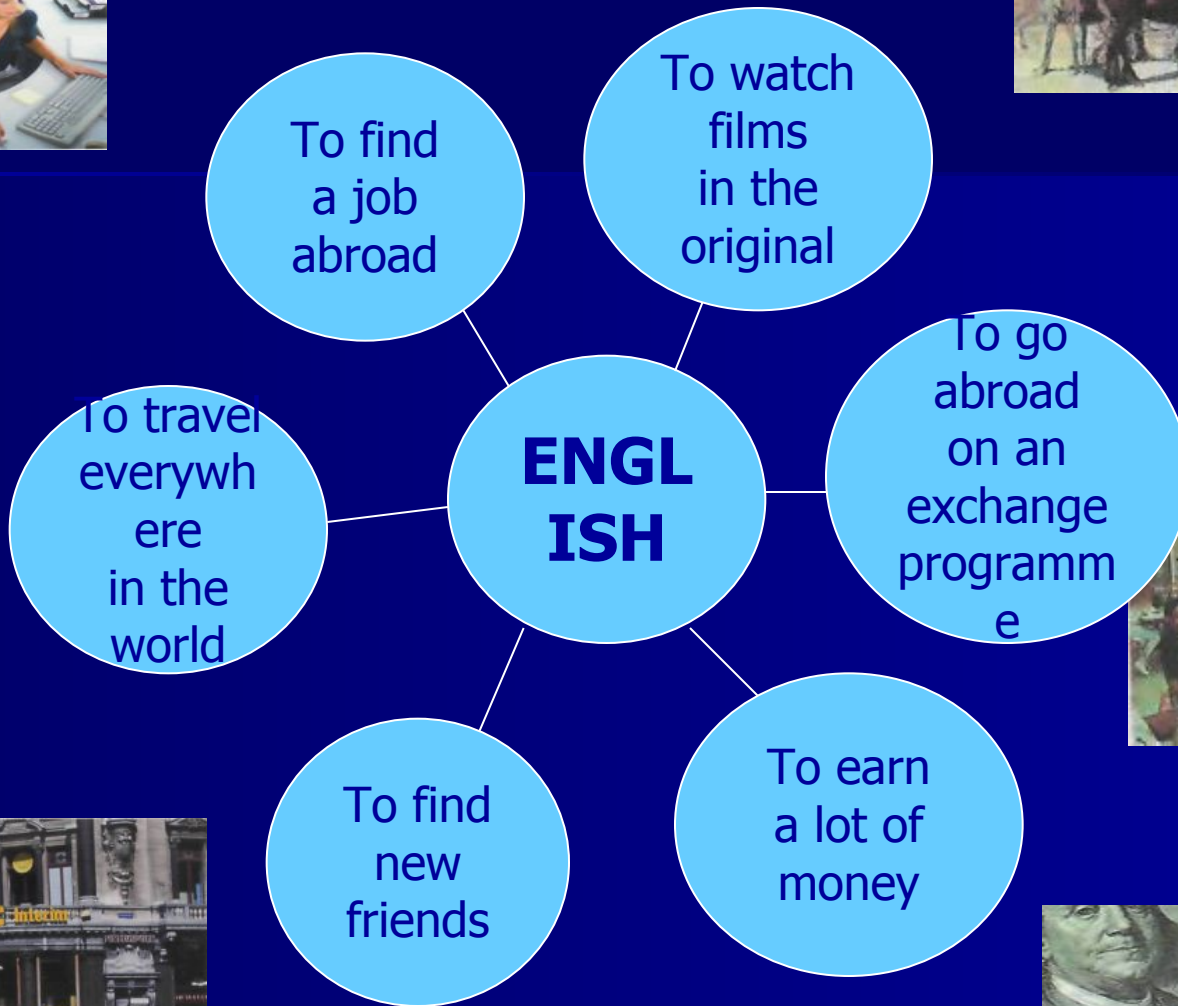 To find
a job
abroad
To watch
films
in the
original
To go
abroad
on an
exchange
programm
e
To travel
everywh
ere
in the
world
ENGL
ISH
To find
new
friends
To earn
a lot of
money
Interim